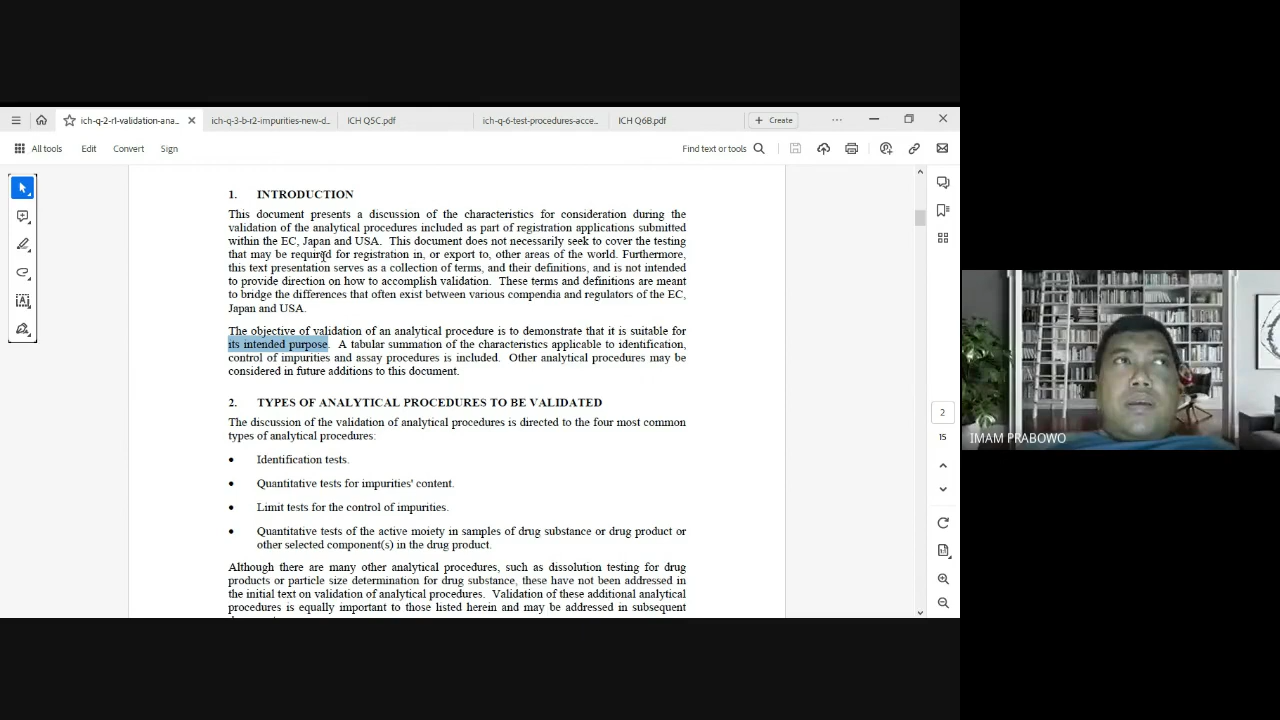 ich-q-2-r1-validation-ana...
ich-q-3-b-r2-impurities-new-d...
ICH Q5C.pdf
ich-q-6-test-procedures-acce...
ICH Q6B.pdf
Create
All tools
Edit
Convert
Sign
Find text or tools
1. INTRODUCTION
This document presents a discussion of the characteristics for consideration during the
validation of the analytical procedures included as part of registration applications submitted
within the EC, Japan and USA. This document does not necessarily seek to cover the testing
that may be required for registration in, or export to, other areas of the world. Furthermore,
this text presentation serves as a collection of terms, and their definitions, and is not intended
to provide direction on how to accomplish validation. These terms and definitions are meant
to bridge the differences that often exist between various compendia and regulators of the EC,
Japan and USA.
The objective of validation of an analytical procedure is to demonstrate that it is suitable for
its intended purpose. A tabular summation of the characteristics applicable to identification,
control of impurities and assay procedures is included. Other analytical procedures may be
considered in future additions to this document.
2. TYPES OF ANALYTICAL PROCEDURES TO BE VALIDATED
The discussion of the validation of analytical procedures is directed to the four most common
types of analytical procedures:
• Identification tests.
• Quantitative tests for impurities' content.
• Limit tests for the control of impurities.
• Quantitative tests of the active moiety in samples of drug substance or drug product or
other selected component(s) in the drug product.
Although there are many other analytical procedures, such as dissolution testing for drug
products or particle size determination for drug substance, these have not been addressed in
the initial text on validation of analytical procedures. Validation of these additional analytical
procedures is equally important to those listed herein and may be addressed in subsequent
2
15
IMAM PRABOWO